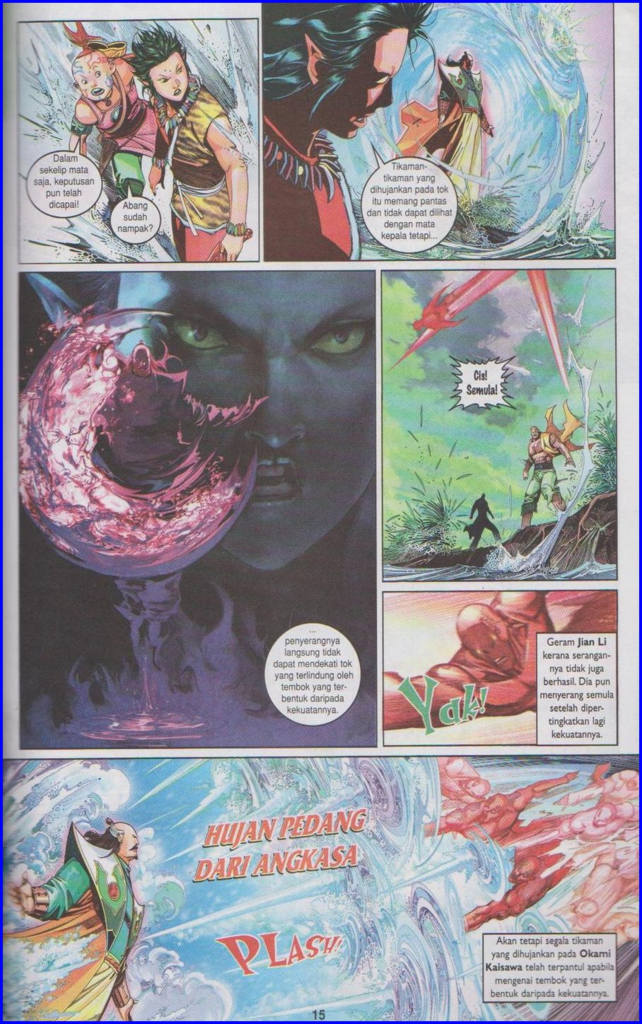 Dalam
sekelip mata
saja, keputusan
pun telah
dicapai!
Abang
sudah
nampak?
Tikaman-
tikaman yang
dihujankan pada tok
itu memang pantas
dan tidak dapat dilihat
dengan mata
kepala tetapi...
...
penyerangnya
langsung tidak
dapat mendekati tok
yang terlindung oleh
tembok yang ter-
bentuk daripada
kekuatannya.
Cis!
Semula!
Yak!
Geram Jian Li
kerana serangan-
nya tidak juga
berhasil. Dia pun
menyerang semula
setelah diper-
tingkatkan lagi
kekuatannya.
HUJAN PEDANG
DARI ANGKASA
PLASH!
Akan tetapi segala tikaman
yang dihujankan pada Okami
Kaisawa telah terpantul apabila
mengenai tembok yang ter-
bentuk daripada kekuatannya.
15